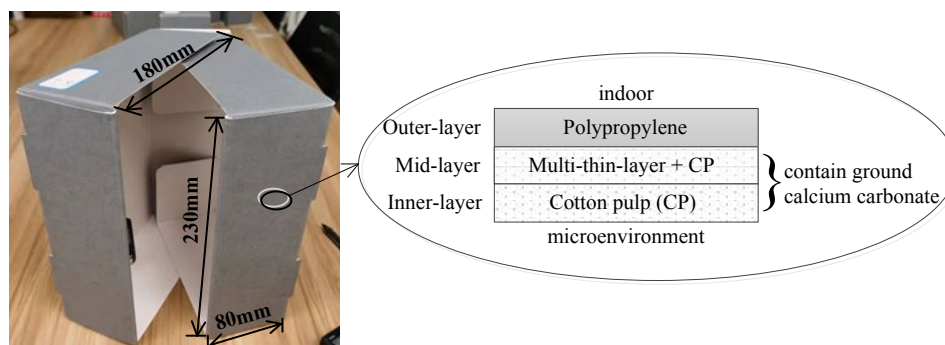 180mm
230mm
80mm
indoor
Outer-layer
Polypropylene
Mid-layer
Multi-thin-layer + CP
Inner-layer
Cotton pulp (CP)
microenvironment
contain ground
calcium carbonate